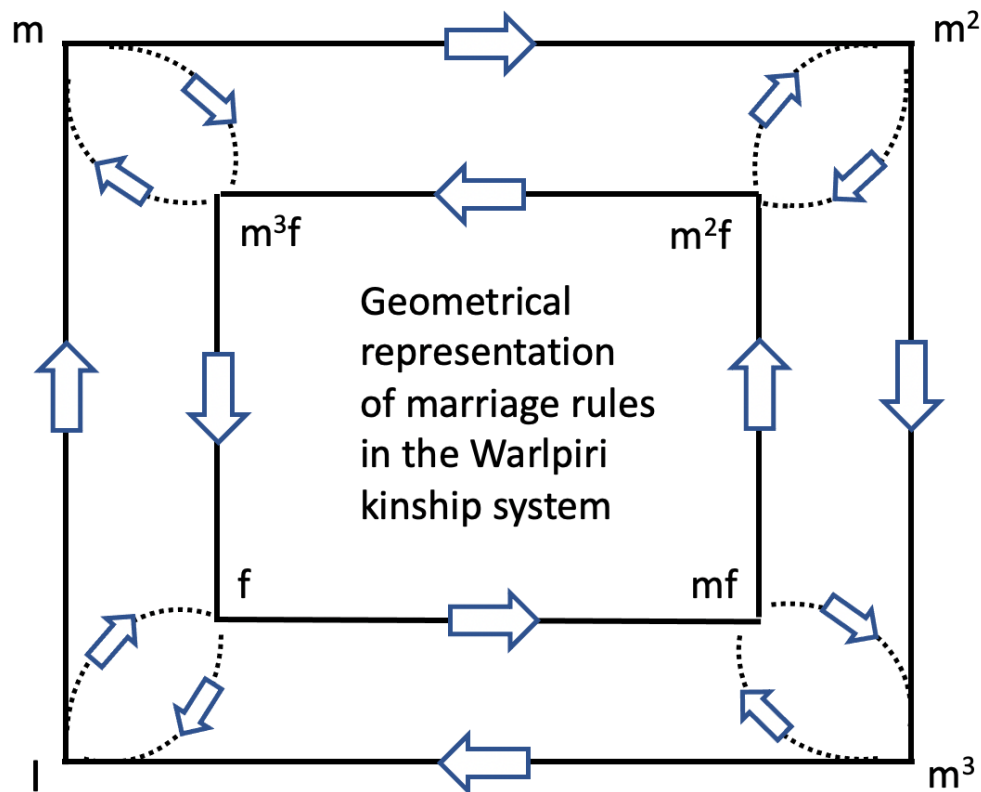 m
m²
m³f
m²f
Geometrical
representation
of marriage rules
in the Warlpiri
kinship system
f
mf
I
m³